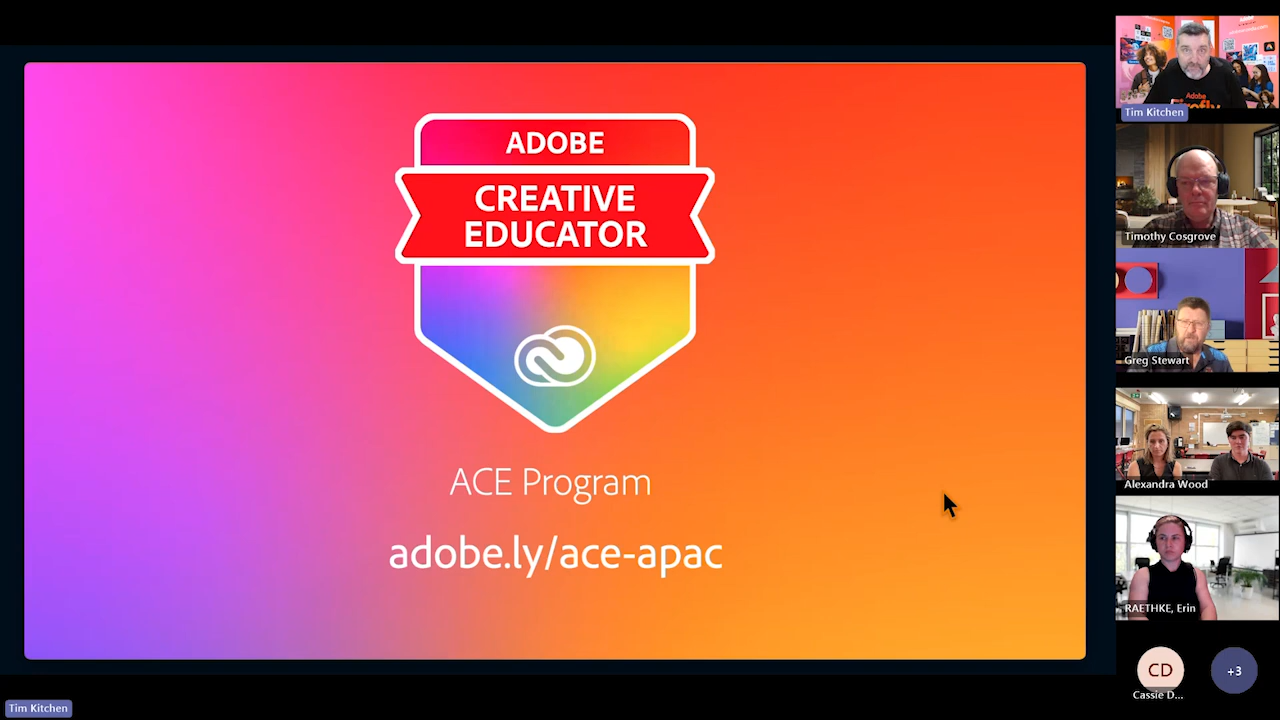 ADOBE
CREATIVE
EDUCATOR
ACE Program
adobe.ly/ace-apac
Tim Kitchen
Adobe
Timothy Cosgrove
Greg Stewart
Alexandra Wood
RAETHKE, Erin
CD
Cassie D...
+3
Tim Kitchen